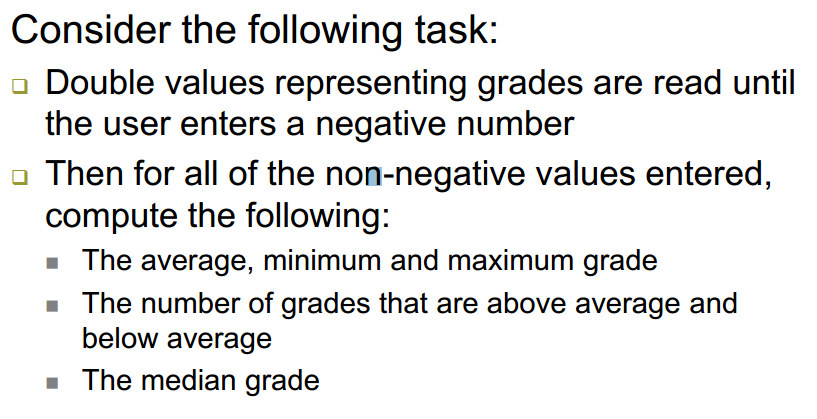 Consider the following task:
Double values representing grades are read until
the user enters a negative number
Then for all of the non-negative values entered,
compute the following:
The average, minimum and maximum grade
The number of grades that are above average and
below average
The median grade